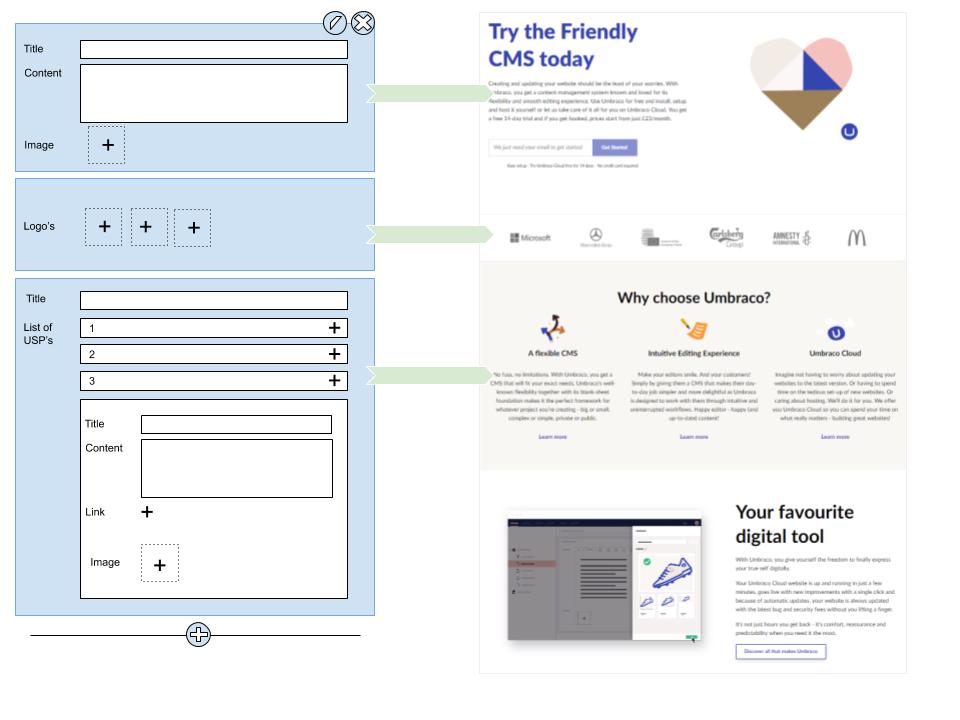 Title
Content
Image
Logo's
Title
List of
USP's
1
2
3
Title
Content
Link
Image
Try the Friendly
CMS today
Creating and updating your website should be the least of your worries. With
Umbraco, you get a content management system known and loved for its
flexibility and smooth editing experience. Use Umbraco for free and install, setup
and host it yourself or let us take care of it all for you on Umbraco Cloud. You get
a free 14-day trial and if you get hooked, prices start from just £23/month.
We just need your email to get started
Get Started
Easy setup - Try Umbraco Cloud free for 14 days - No credit card required
Microsoft
Mercedes-Benz
Carlsberg
Group
AMNESTY
INTERNATIONAL
Why choose Umbraco?
A flexible CMS
No fuss, no limitations. With Umbraco, you get a
CMS that will fit your exact needs. Umbraco's well-
known flexibility together with its blank-sheet
foundation makes it the perfect framework for
whatever project you're creating - big or small,
complex or simple, private or public.
Learn more
Intuitive Editing Experience
Make your editors smile. And your customers!
Simply by giving them a CMS that makes their day-
to-day job simpler and more delightful as Umbraco
is designed to work with them through intuitive and
uninterrupted workflows. Happy editor - happy (and
up-to-date) content!
Learn more
Umbraco Cloud
Imagine not having to worry about updating your
websites to the latest version. Or having to spend
time on the tedious set-up of new websites. Or
caring about hosting. We'll do it for you. We offer
you Umbraco Cloud so you can spend your time on
what really matters - building great websites!
Learn more
Your favourite
digital tool
With Umbraco, you give yourself the freedom to finally express
your true self digitally.
Your Umbraco Cloud website is up and running in just a few
minutes, goes live with new improvements with a single click and
because of automatic updates, your website is always updated
with the latest bug and security fixes without you lifting a finger.
It's not just hours you get back - it's comfort, reassurance and
predictability when you need it the most.
Discover all that makes Umbraco